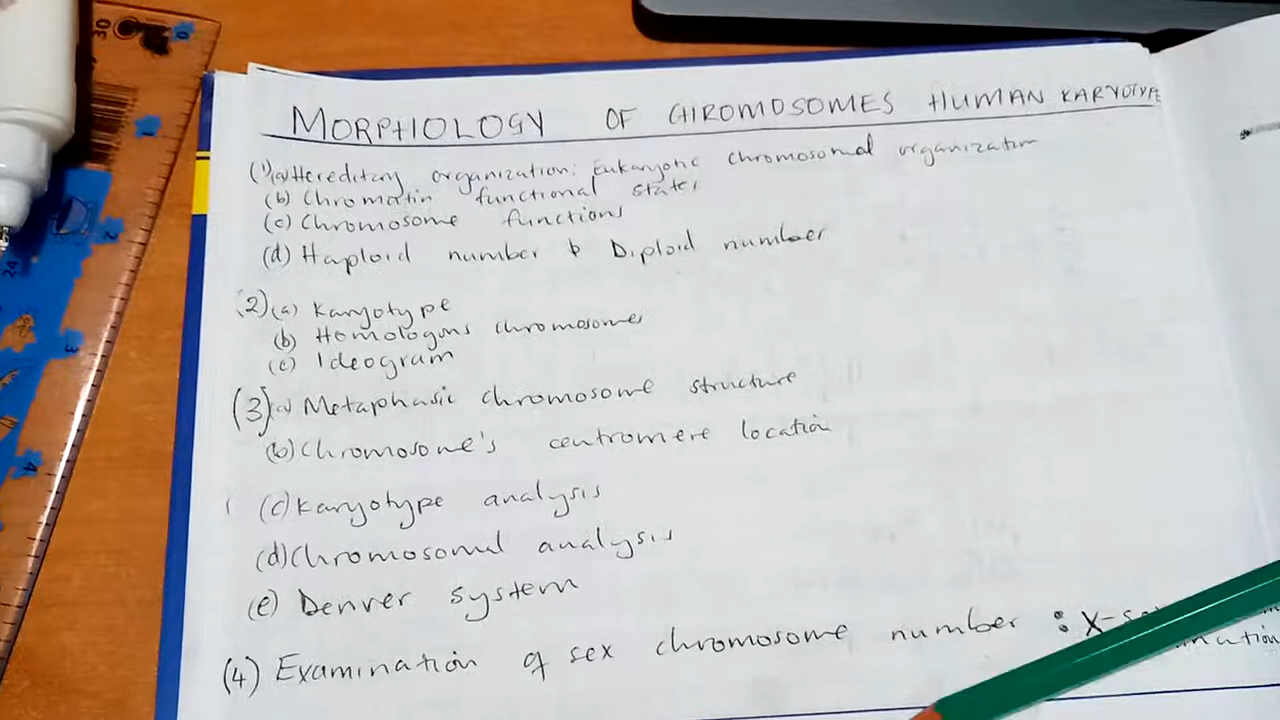 MORPHOLOGY OF CHROMOSOMES HUMAN KARYOTYPE
(1)(a) Hereditary organization: Eukaryotic chromosomal organization
(b) Chromatin functional states
(c) Chromosome functions
(d) Haploid number & Diploid number
(2)(a) Karyotype
(b) Homologous chromosomes
(c) Ideogram
(3)(a) Metaphasic chromosome structure
(b) Chromosome's centromere location
(c) Karyotype analysis
(d) Chromosomal analysis
(e) Denver system
(4) Examination of sex chromosome number : X-
30
24